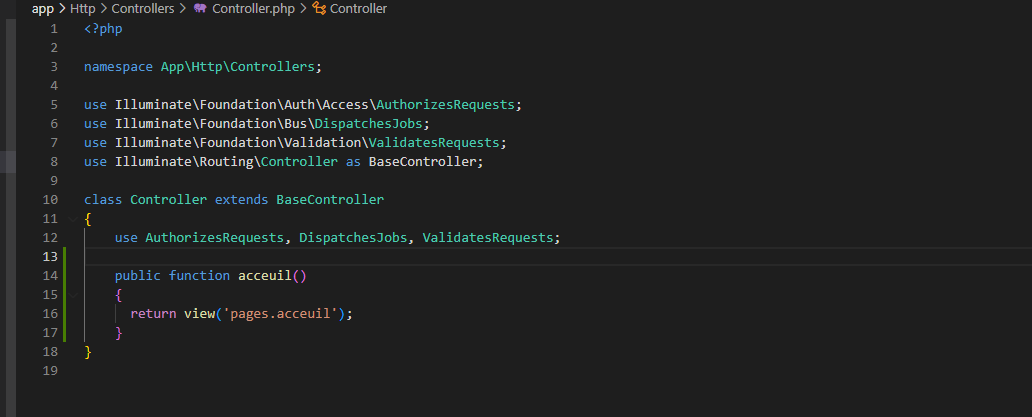 app > Http > Controllers > Controller.php > Controller
1 <?php
2
3 namespace App\Http\Controllers;
4
5 use Illuminate\Foundation\Auth\Access\AuthorizesRequests;
6 use Illuminate\Foundation\Bus\DispatchesJobs;
7 use Illuminate\Foundation\Validation\ValidatesRequests;
8 use Illuminate\Routing\Controller as BaseController;
9
10 class Controller extends BaseController
11 {
12     use AuthorizesRequests, DispatchesJobs, ValidatesRequests;
13
14     public function acceuil()
15     {
16       return view('pages.acceuil');
17     }
18 }
19